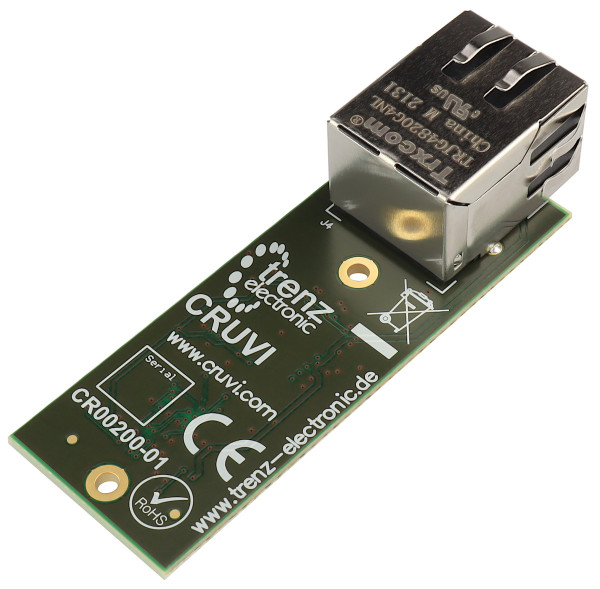 Trxcom®
TRJG4820G4NL
China M 2131
J4
trenz
electronic
CRUVI
www.cruvi.com
Serial
CR00200-01
CE
www.trenz-electronic.de
RoHS